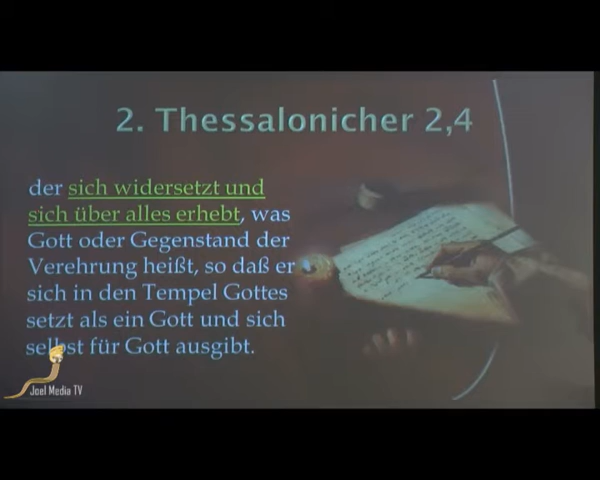 2. Thessalonicher 2,4
der sich widersetzt und
sich über alles erhebt, was
Gott oder Gegenstand der
Verehrung heißt, so daß er
sich in den Tempel Gottes
setzt als ein Gott und sich
selbst für Gott ausgibt.
Joel Media TV